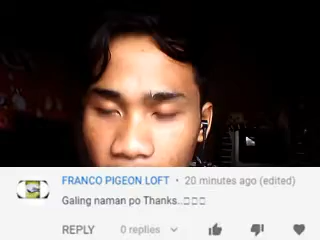 FRANCO PIGEON LOFT • 20 minutes ago (edited)
Galing naman po Thanks..
REPLY 0 replies